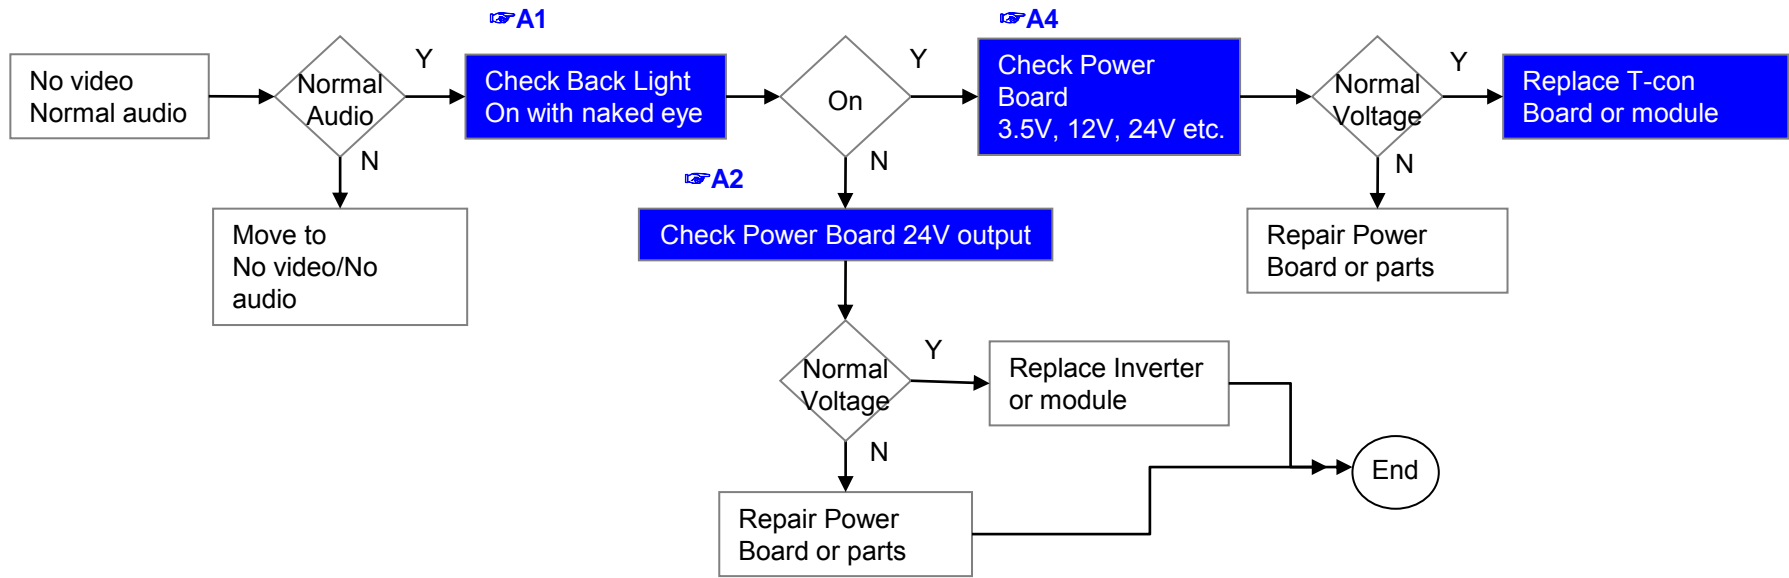 ☞A1
☞A4
No video
Normal audio
Normal
Audio
Y
Check Back Light
On with naked eye
On
Y
Check Power
Board
3.5V, 12V, 24V etc.
Normal
Voltage
Y
Replace T-con
Board or module
N
Move to
No video/No
audio
N
☞A2
Check Power Board 24V output
N
Repair Power
Board or parts
Normal
Voltage
Y
Replace Inverter
or module
N
Repair Power
Board or parts
End